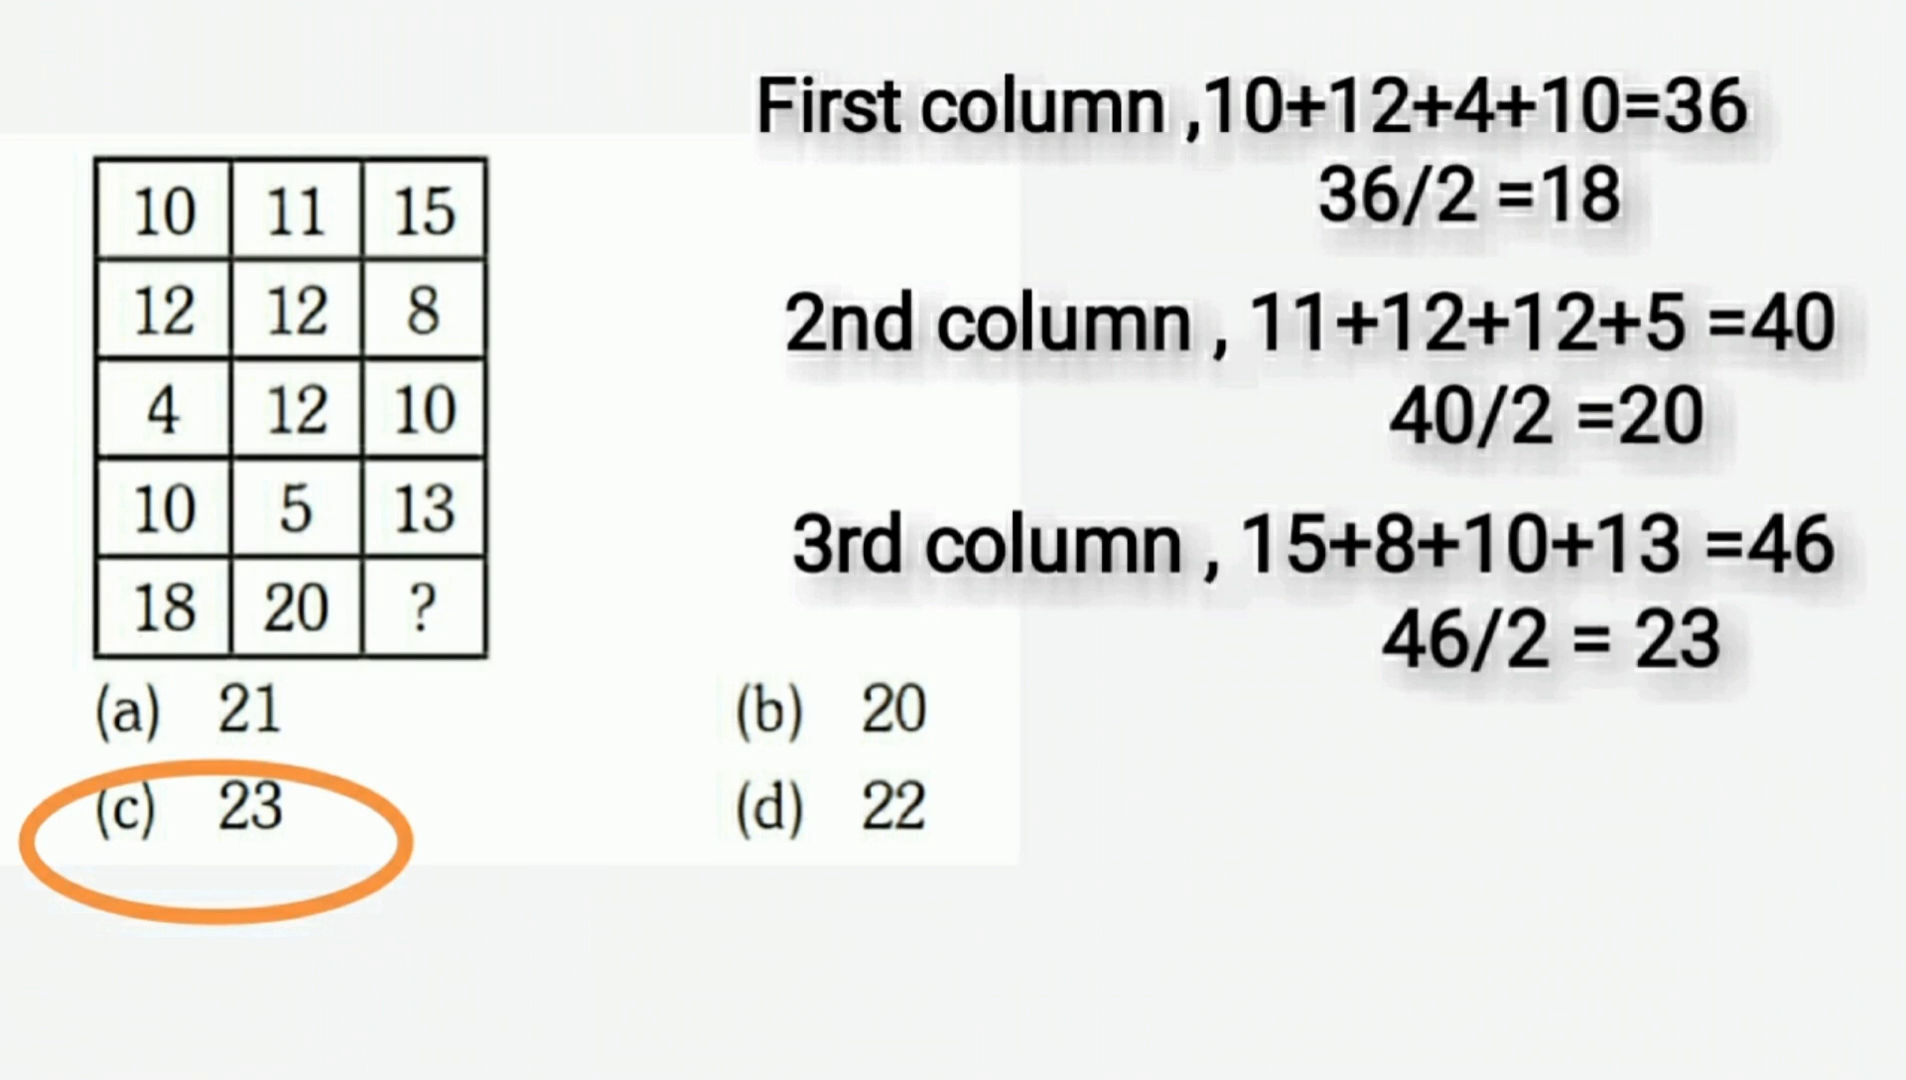 First column ,10+12+4+10=36
36/2 =18
2nd column , 11+12+12+5 =40
40/2 =20
3rd column , 15+8+10+13 =46
46/2 = 23
10 11 15
12 12 8
4 12 10
10 5 13
18 20 ?
(a) 21 (b) 20
(c) 23 (d) 22